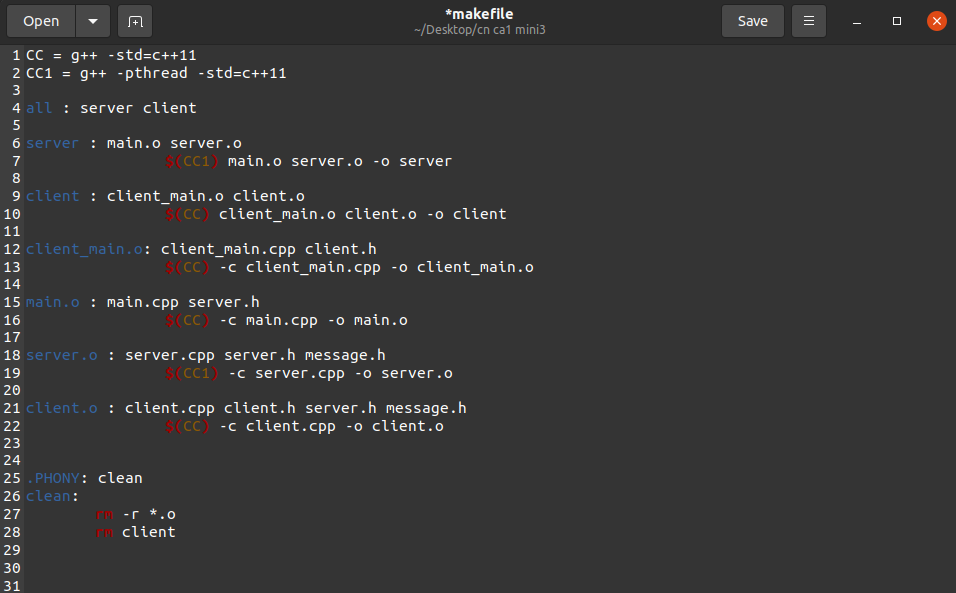 Open
*makefile
~/Desktop/cn ca1 mini3
Save
1 CC = g++ -std=c++11
2 CC1 = g++ -pthread -std=c++11
3
4 all : server client
5
6 server : main.o server.o
7 $(CC1) main.o server.o -o server
8
9 client : client_main.o client.o
10 $(CC) client_main.o client.o -o client
11
12 client_main.o: client_main.cpp client.h
13 $(CC) -c client_main.cpp -o client_main.o
14
15 main.o : main.cpp server.h
16 $(CC) -c main.cpp -o main.o
17
18 server.o : server.cpp server.h message.h
19 $(CC1) -c server.cpp -o server.o
20
21 client.o : client.cpp client.h server.h message.h
22 $(CC) -c client.cpp -o client.o
23
24
25 .PHONY: clean
26 clean:
27 rm -r *.o
28 rm client
29
30
31